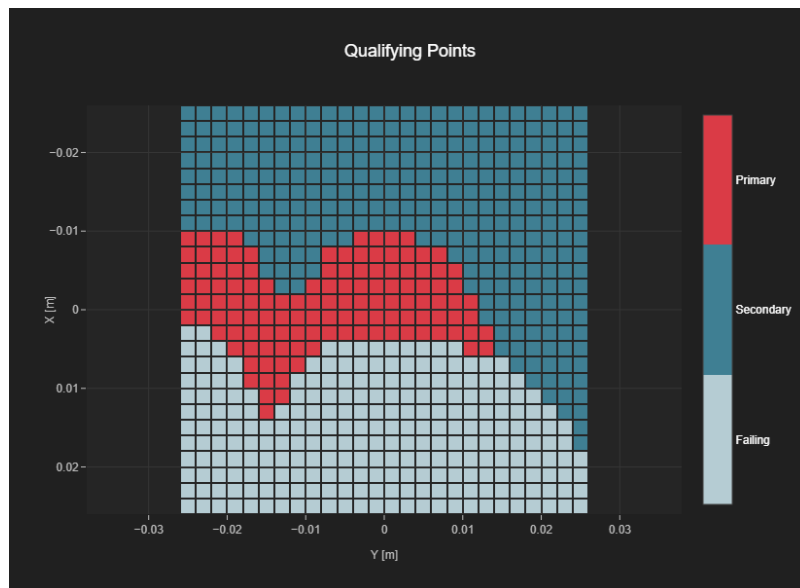 Qualifying Points
−0.02
−0.01
0
0.01
0.02
X [m]
−0.03
−0.02
−0.01
0
0.01
0.02
0.03
Y [m]
Primary
Secondary
Failing